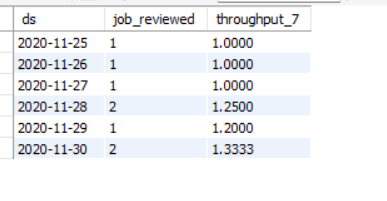 ds job_reviewed throughput_7
2020-11-25 1 1.0000
2020-11-26 1 1.0000
2020-11-27 1 1.0000
2020-11-28 2 1.2500
2020-11-29 1 1.2000
2020-11-30 2 1.3333